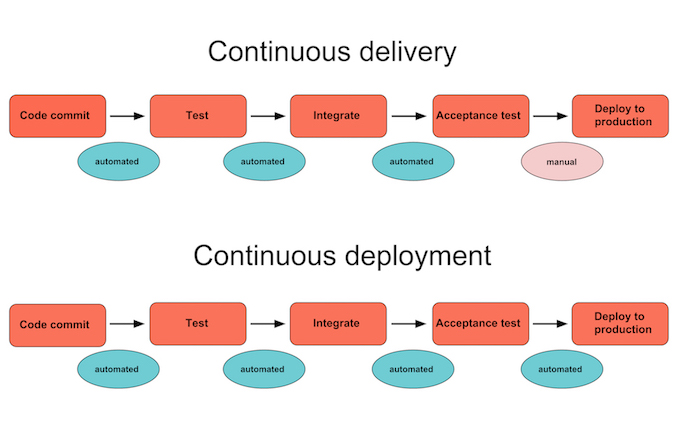 Continuous delivery
Code commit
Test
Integrate
Acceptance test
Deploy to
production
automated
automated
automated
manual
Continuous deployment
Code commit
Test
Integrate
Acceptance test
Deploy to
production
automated
automated
automated
automated